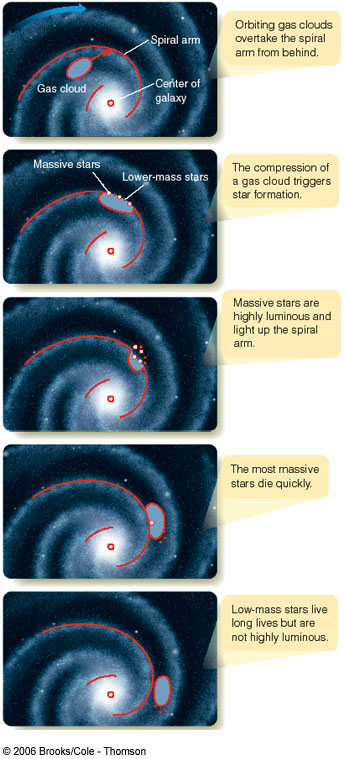 Spiral arm
Gas cloud
Center of
galaxy
Orbiting gas clouds
overtake the spiral
arm from behind.
Massive stars
Lower-mass stars
The compression of
a gas cloud triggers
star formation.
Massive stars are
highly luminous and
light up the spiral
arm.
The most massive
stars die quickly.
Low-mass stars live
long lives but are
not highly luminous.
© 2006 Brooks/Cole - Thomson